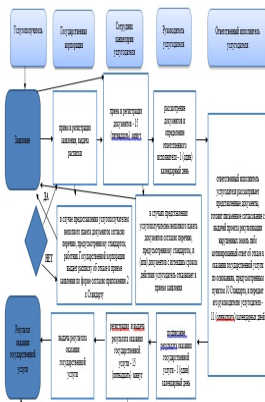 Услугополучатель
Государственная
корпорация
Сотрудник
канцелярии
услугодателя
Руководитель
услугодателя
Ответственный исполнитель
услугодателя
Заявление
прием и регистрация
заявления, выдача
расписки
прием и регистрация
документов - 15
(пятнадцать) минут
рассмотрение
документов и
определение
ответственного
исполнителя - 1 (один)
календарный день
ответственный исполнитель
услугодателя рассматривает
представленные документы,
готовит письменное согласование с
выдачей проекта рекультивации
нарушенных земель либо
мотивированный ответ об отказе в
оказании государственной услуги
по основаниям, предусмотренным
пунктом 10 Стандарта, и передает
его руководителю услугодателя -
11 (одиннадцать) календарных дней
ДА
НЕТ
в случае предоставления услугополучателем
неполного пакета документов согласно
перечню, предусмотренному стандартом,
работник Государственной корпорации
выдает расписку об отказе в приеме
заявления по форме согласно приложению 2
к Стандарту
в случаях представления
услугополучателем неполного пакета
документов согласно перечню,
предусмотренному стандартом, и
(или) документов с истекшим сроком
действия услугодатель отказывает в
приеме заявления
Результат
оказания
государственной
услуги
выдача результата
оказания
государственной
услуги
регистрация и выдача
результата оказания
государственной
услуги - 15
(пятнадцать) минут
подписание
результата оказания
государственной
услуги - 1 (один)
календарный день